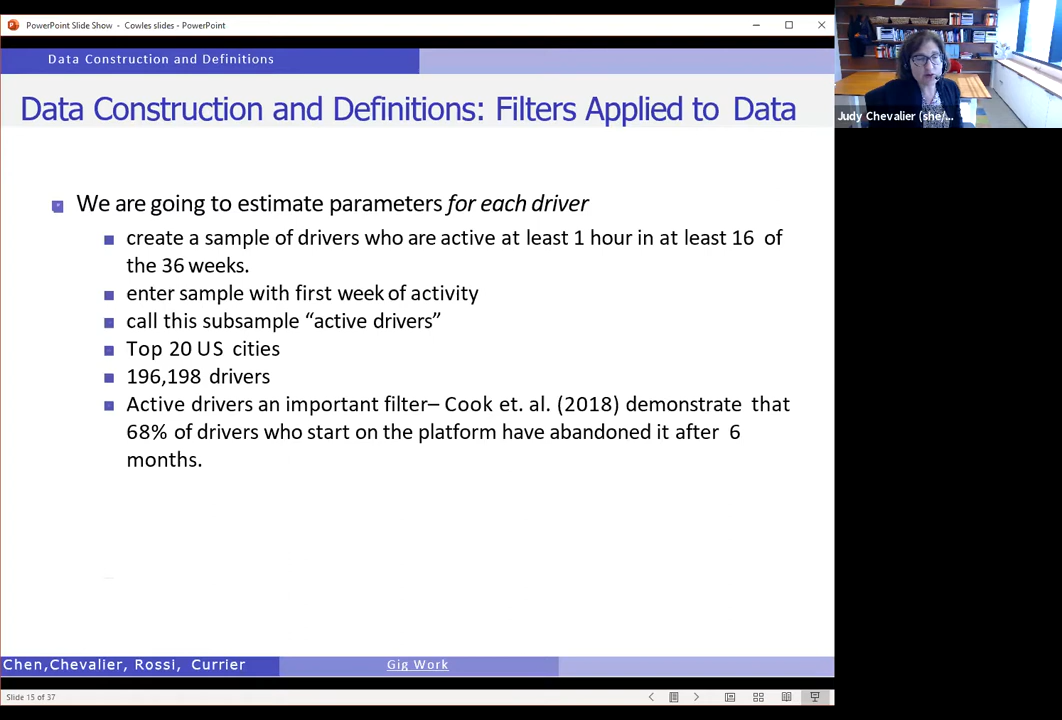 PowerPoint Slide Show - Cowles slides - PowerPoint
Data Construction and Definitions
Data Construction and Definitions: Filters Applied to Data
We are going to estimate parameters for each driver
create a sample of drivers who are active at least 1 hour in at least 16 of
the 36 weeks.
enter sample with first week of activity
call this subsample “active drivers”
Top 20 US cities
196,198 drivers
Active drivers an important filter– Cook et. al. (2018) demonstrate that
68% of drivers who start on the platform have abandoned it after 6
months.
Chen,Chevalier, Rossi, Currier
Gig Work
Slide 15 of 37
Judy Chevalier (she/...